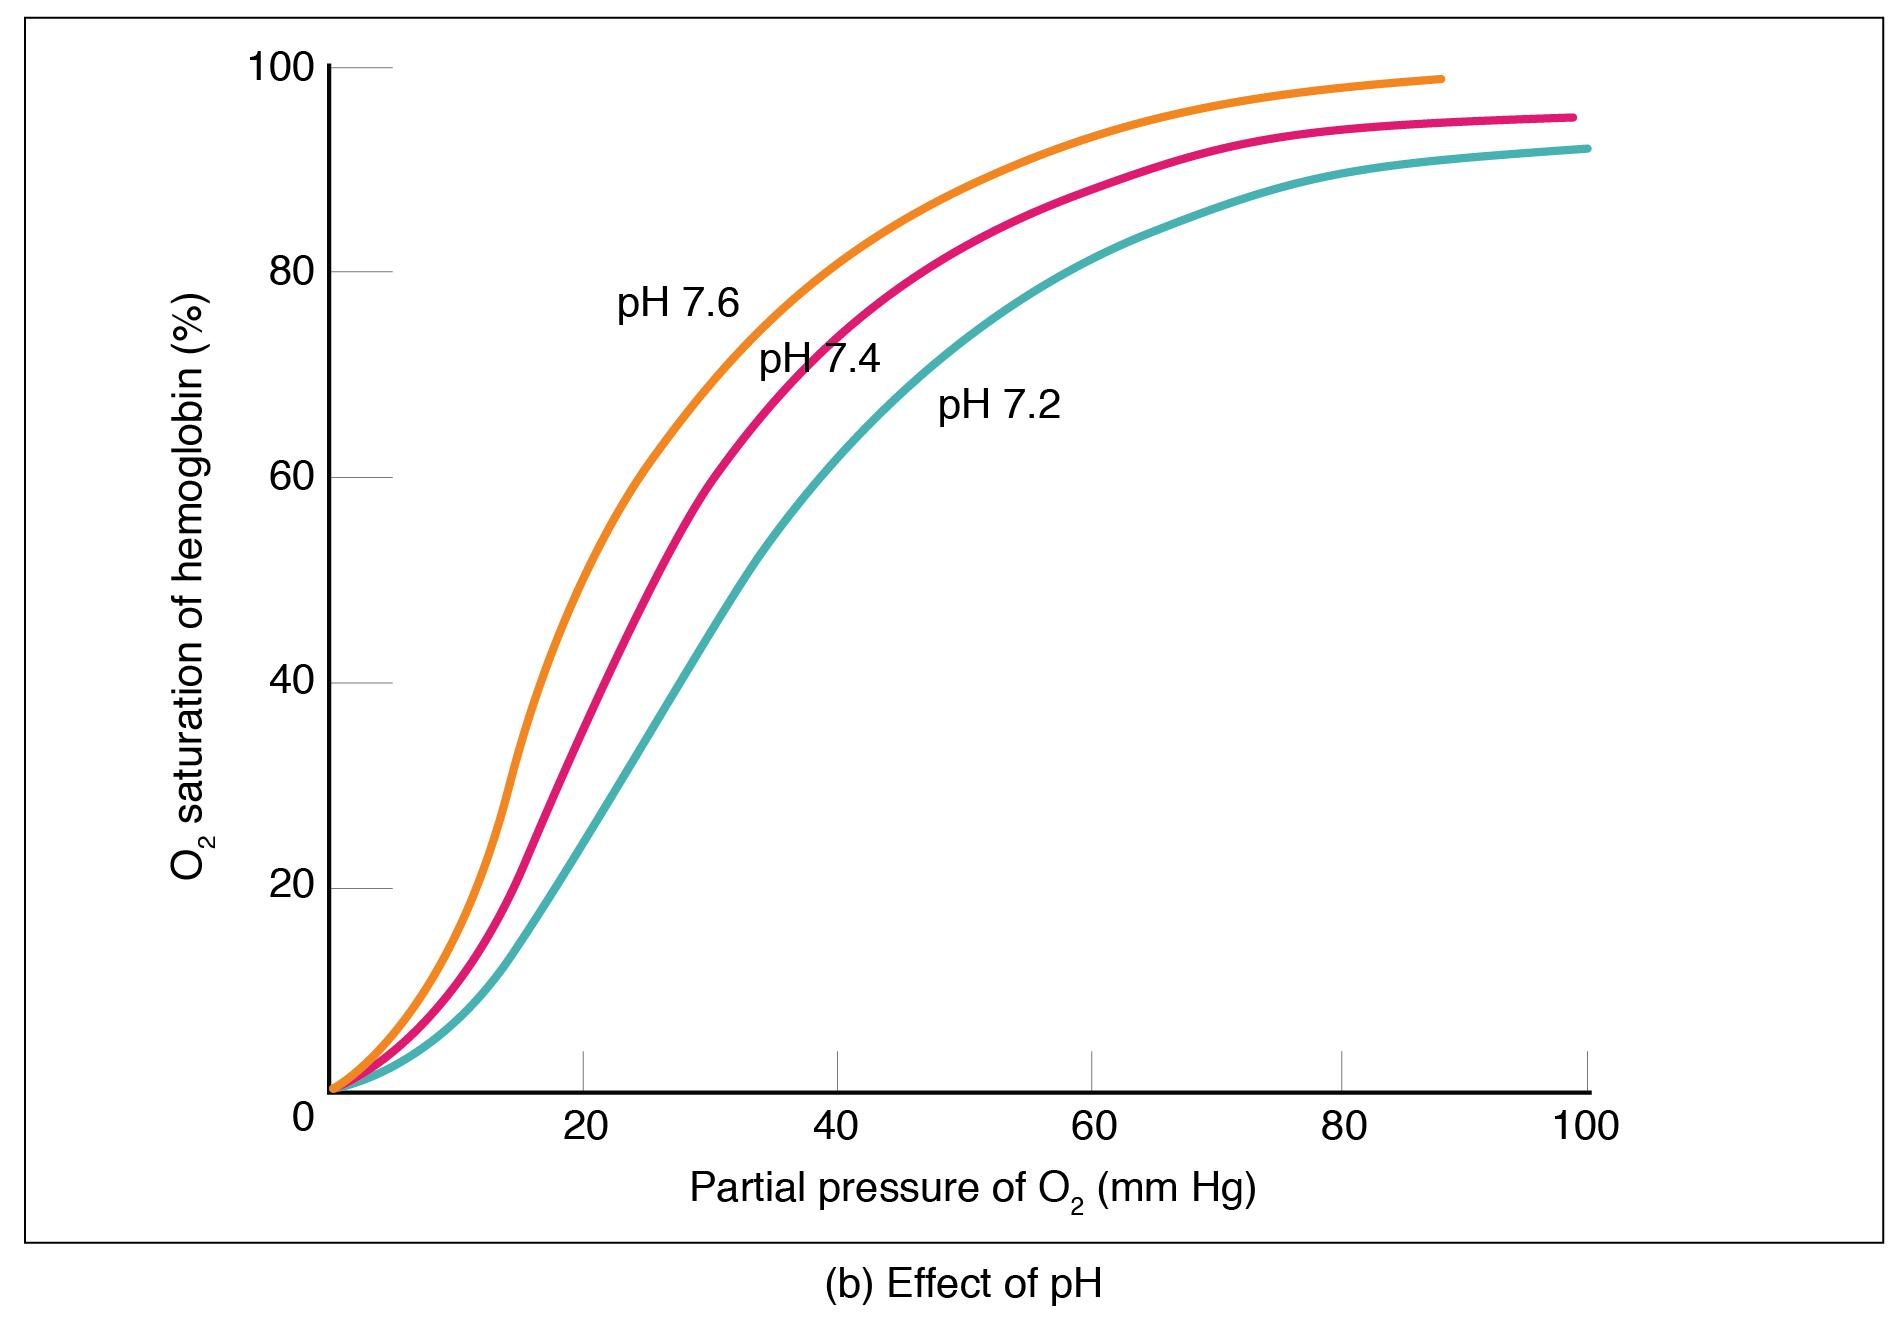 100
80
60
40
20
0
O₂ saturation of hemoglobin (%)
pH 7.6
pH 7.4
pH 7.2
20
40
60
80
100
Partial pressure of O₂ (mm Hg)
(b) Effect of pH